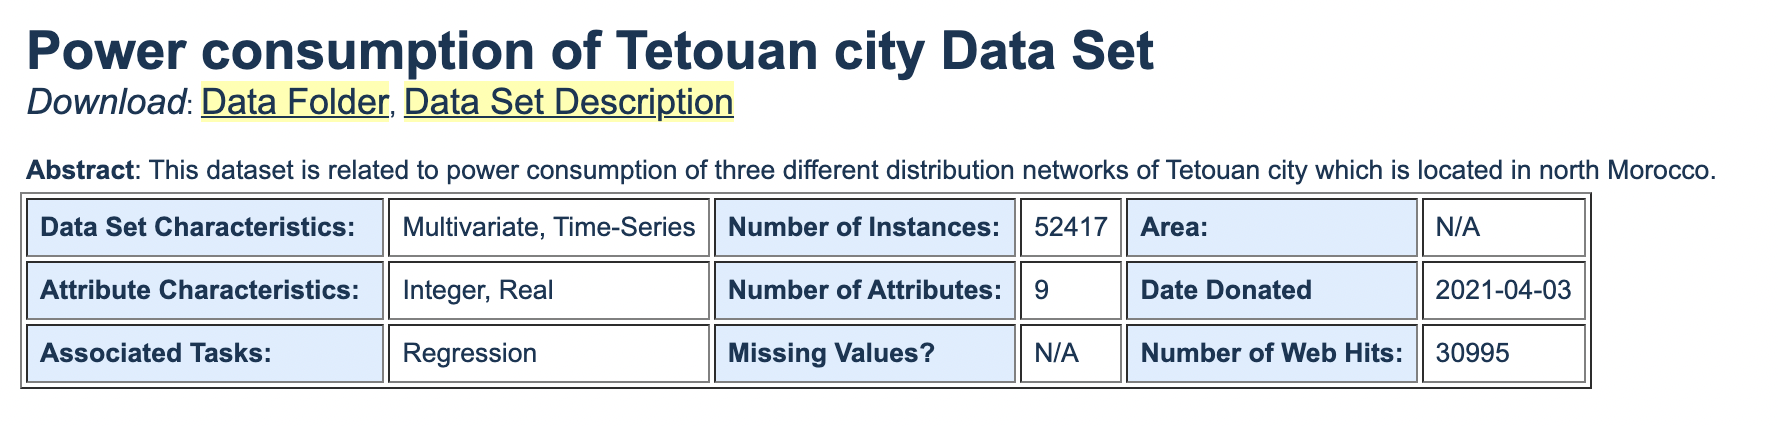 Power consumption of Tetouan city Data Set
Download: Data Folder, Data Set Description
Abstract: This dataset is related to power consumption of three different distribution networks of Tetouan city which is located in north Morocco.
Data Set Characteristics: Multivariate, Time-Series Number of Instances: 52417 Area: N/A
Attribute Characteristics: Integer, Real Number of Attributes: 9 Date Donated 2021-04-03
Associated Tasks: Regression Missing Values? N/A Number of Web Hits: 30995